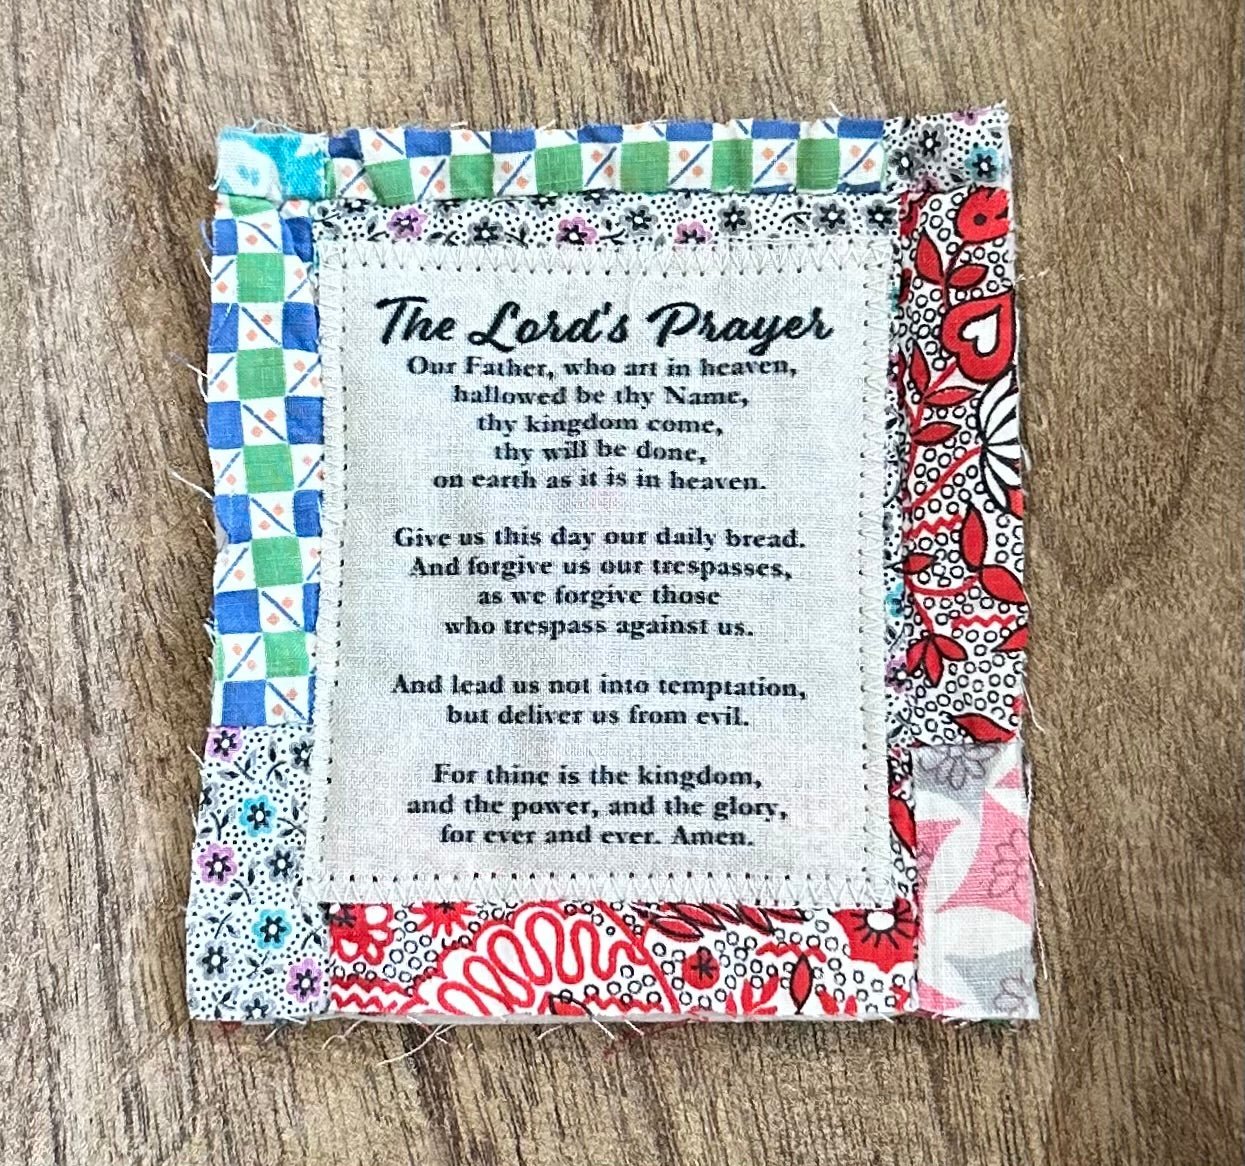 The Lord's Prayer
Our Father, who art in heaven,
hallowed be thy Name,
thy kingdom come,
thy will be done,
on earth as it is in heaven.
Give us this day our daily bread.
And forgive us our trespasses,
as we forgive those
who trespass against us.
And lead us not into temptation,
but deliver us from evil.
For thine is the kingdom,
and the power, and the glory,
for ever and ever. Amen.